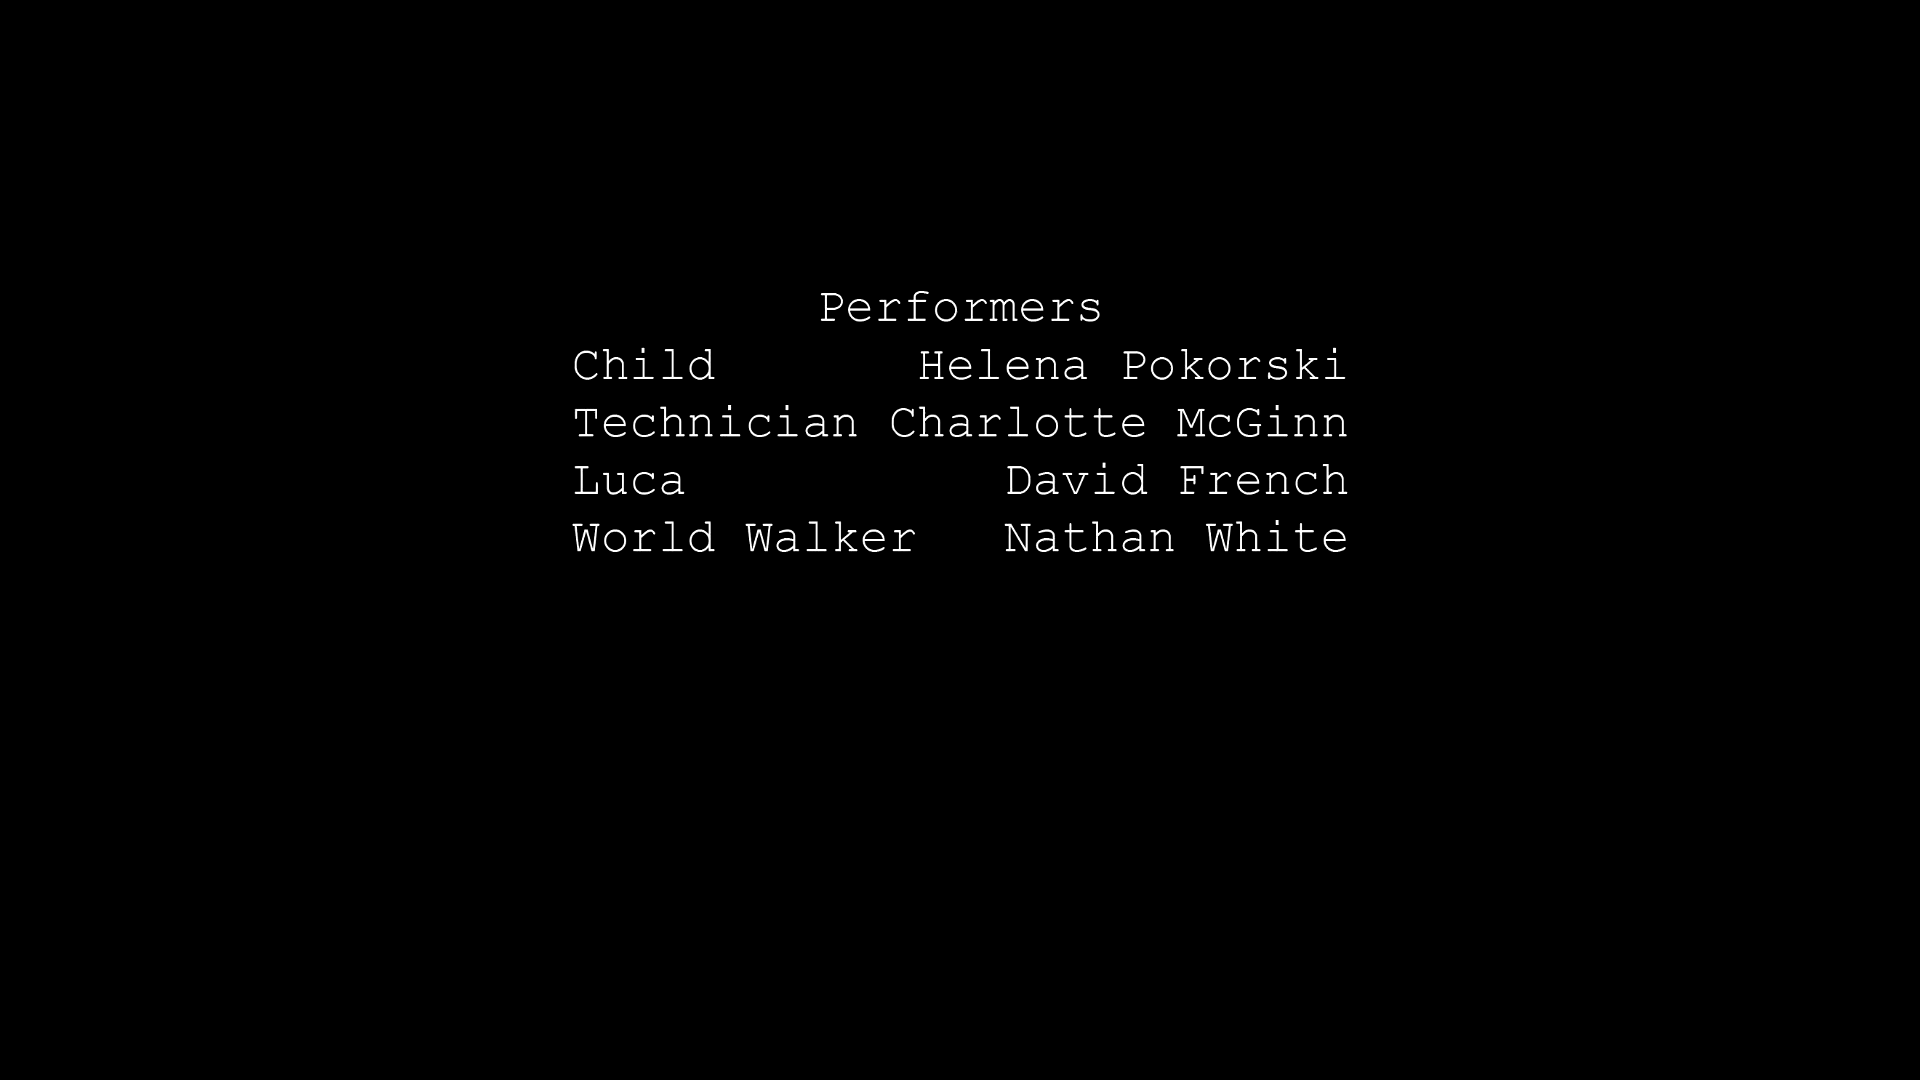 Performers
Child Helena Pokorski
Technician Charlotte McGinn
Luca David French
World Walker Nathan White